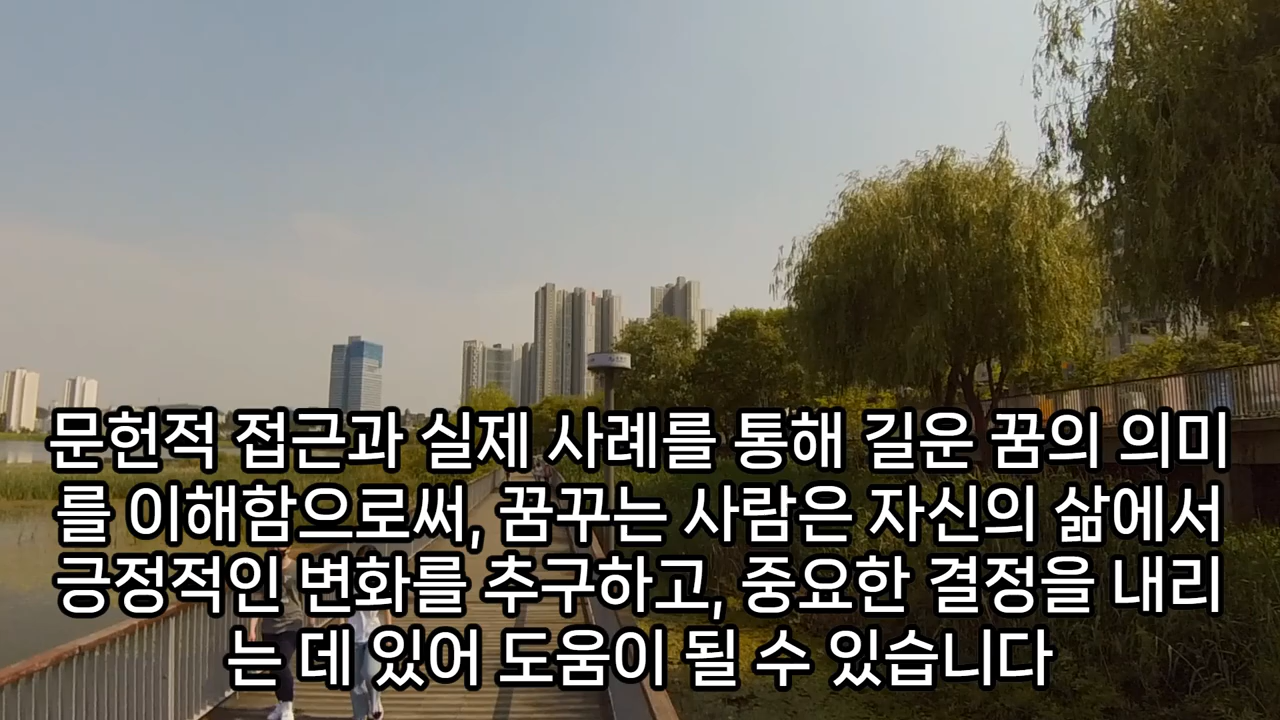 문헌적 접근과 실제 사례를 통해 길운 꿈의 의미
를 이해함으로써, 꿈꾸는 사람은 자신의 삶에서
긍정적인 변화를 추구하고, 중요한 결정을 내리
는 데 있어 도움이 될 수 있습니다